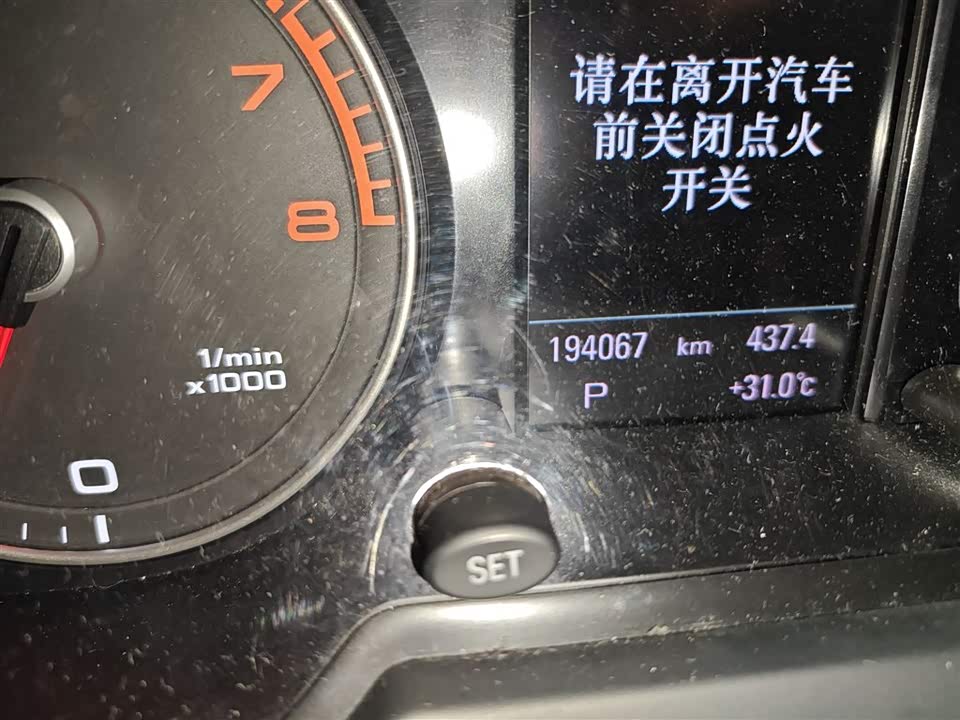 7
8
1/min
x1000
0
请在离开汽车
前关闭点火
开关
194067 km 437.4
P +31.0℃
SET